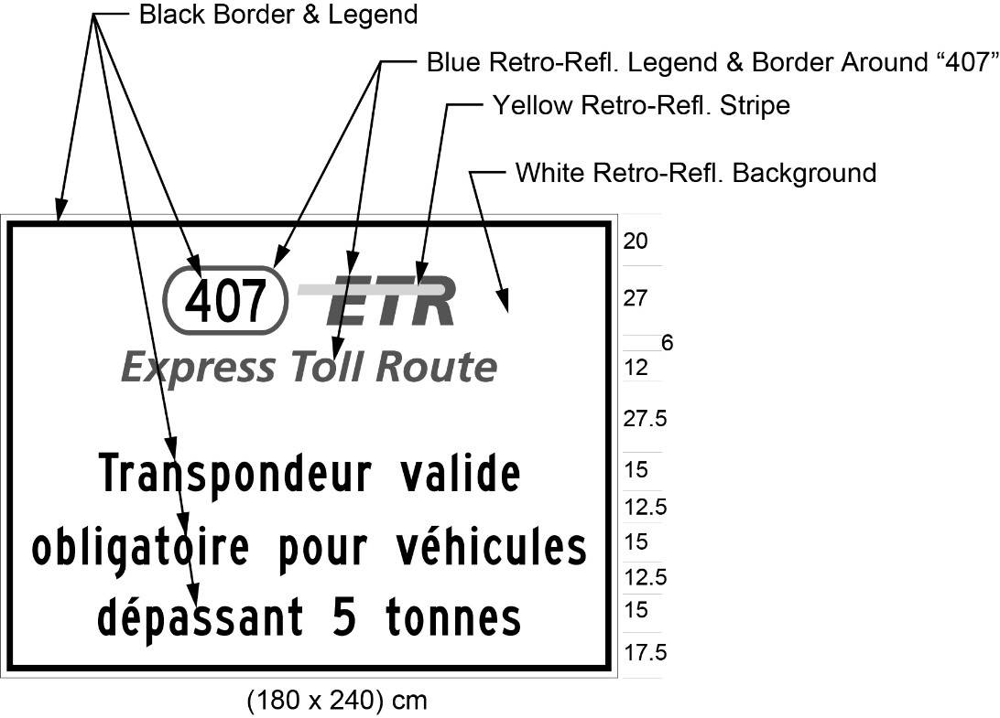 Black Border & Legend
Blue Retro-Refl. Legend & Border Around “407”
Yellow Retro-Refl. Stripe
White Retro-Refl. Background
20
407 ETR
27
6
Express Toll Route
12
27.5
Transpondeur valide
15
12.5
obligatoire pour véhicules
15
12.5
dépassant 5 tonnes
15
17.5
(180 x 240) cm